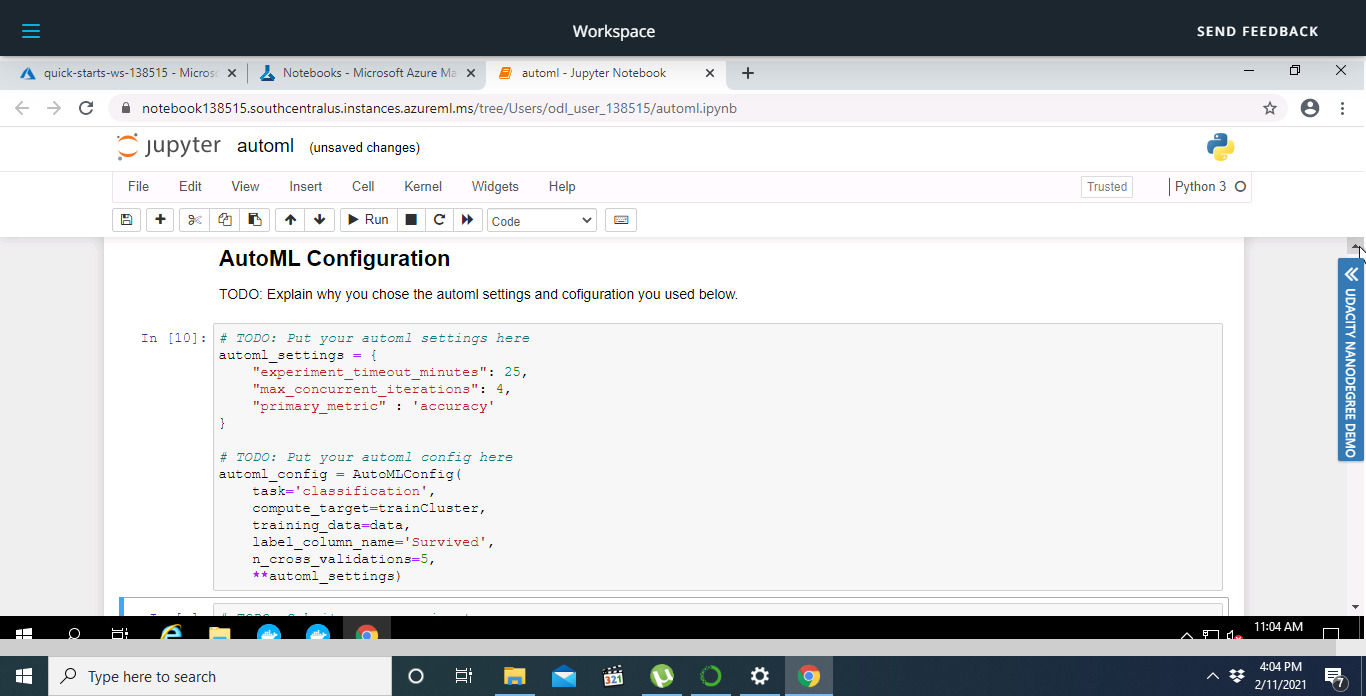 Workspace
SEND FEEDBACK
quick-starts-ws-138515 - Micros
Notebooks - Microsoft Azure Ma
automl - Jupyter Notebook
notebook138515.southcentralus.instances.azureml.ms/tree/Users/odl_user_138515/automl.ipynb
jupyter automl (unsaved changes)
File Edit View Insert Cell Kernel Widgets Help
Trusted
Python 3
Run
Code
AutoML Configuration
TODO: Explain why you chose the automl settings and cofiguration you used below.
In [10]:
# TODO: Put your automl settings here
automl_settings = {
"experiment_timeout_minutes": 25,
"max_concurrent_iterations": 4,
"primary_metric" : 'accuracy'
}
# TODO: Put your automl config here
automl_config = AutoMLConfig(
task='classification',
compute_target=trainCluster,
training_data=data,
label_column_name='Survived',
n_cross_validations=5,
**automl_settings)
UDACITY NANODEGREE DEMO
11:04 AM
Type here to search
321
4:04 PM
2/11/2021
7